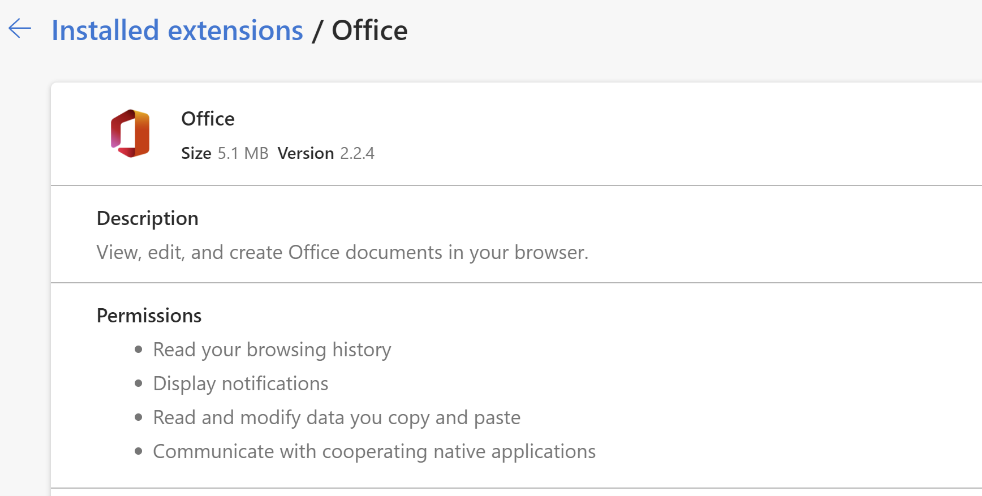 Installed extensions / Office
Office
Size 5.1 MB Version 2.2.4
Description
View, edit, and create Office documents in your browser.
Permissions
Read your browsing history
Display notifications
Read and modify data you copy and paste
Communicate with cooperating native applications